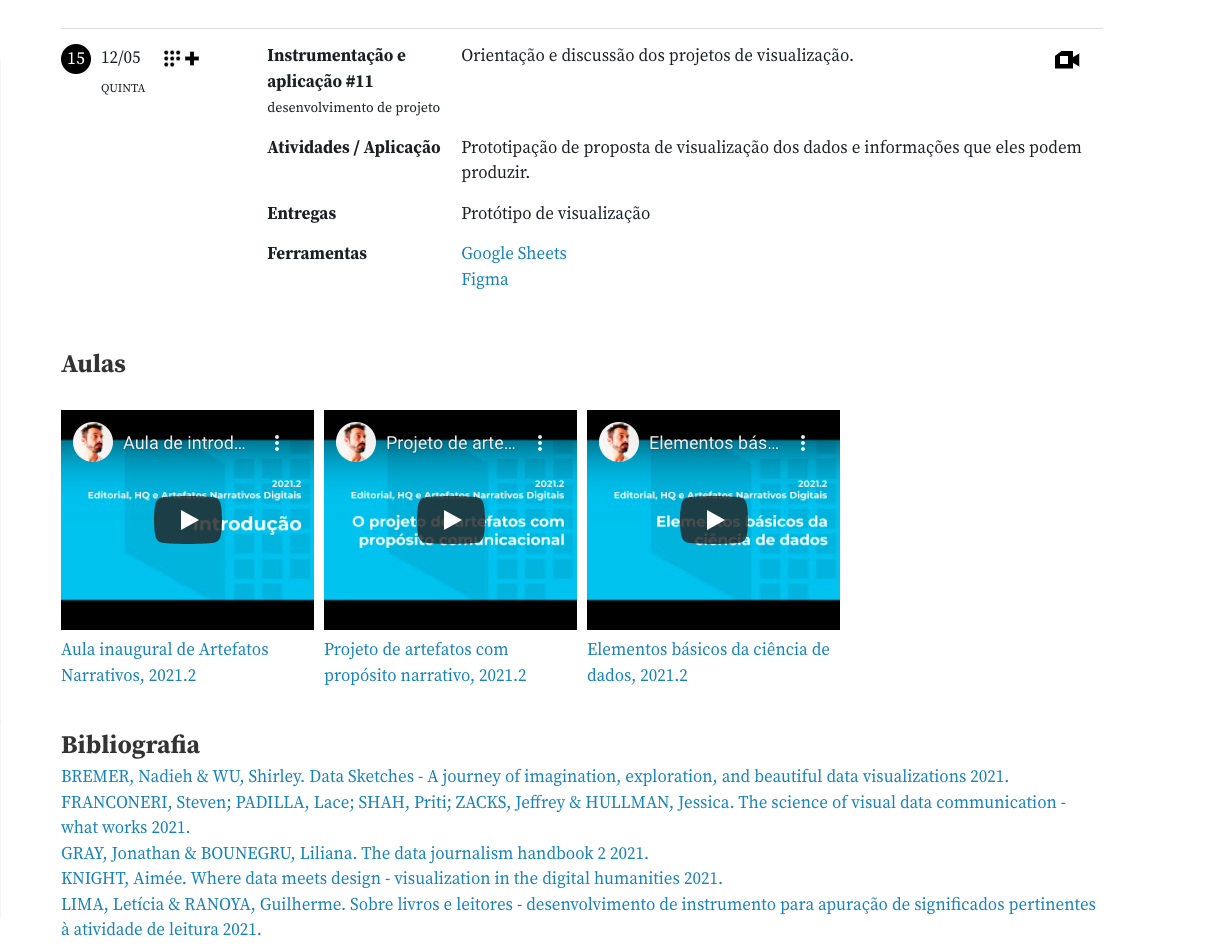 15 12/05 Instrumentação e Orientação e discussão dos projetos de visualização.
QUINTA aplicação #11
desenvolvimento de projeto
Atividades / Aplicação Prototipação de proposta de visualização dos dados e informações que eles podem
produzir.
Entregas Protótipo de visualização
Ferramentas Google Sheets
Figma
Aulas
Aula de introd...
2021.2
Editorial, HQ e Artefatos Narrativos Digitais
Introdução
Aula inaugural de Artefatos
Narrativos, 2021.2
Projeto de arte...
2021.2
Editorial, HQ e Artefatos Narrativos Digitais
O projeto de artefatos com
propósito comunicacional
Projeto de artefatos com
propósito narrativo, 2021.2
Elementos bás...
2021.2
Editorial, HQ e Artefatos Narrativos Digitais
Elementos básicos da
ciência de dados
Elementos básicos da ciência de
dados, 2021.2
Bibliografia
BREMER, Nadieh & WU, Shirley. Data Sketches - A journey of imagination, exploration, and beautiful data visualizations 2021.
FRANCONERI, Steven; PADILLA, Lace; SHAH, Priti; ZACKS, Jeffrey & HULLMAN, Jessica. The science of visual data communication -
what works 2021.
GRAY, Jonathan & BOUNEGRU, Liliana. The data journalism handbook 2 2021.
KNIGHT, Aimée. Where data meets design - visualization in the digital humanities 2021.
LIMA, Letícia & RANOYA, Guilherme. Sobre livros e leitores - desenvolvimento de instrumento para apuração de significados pertinentes
à atividade de leitura 2021.